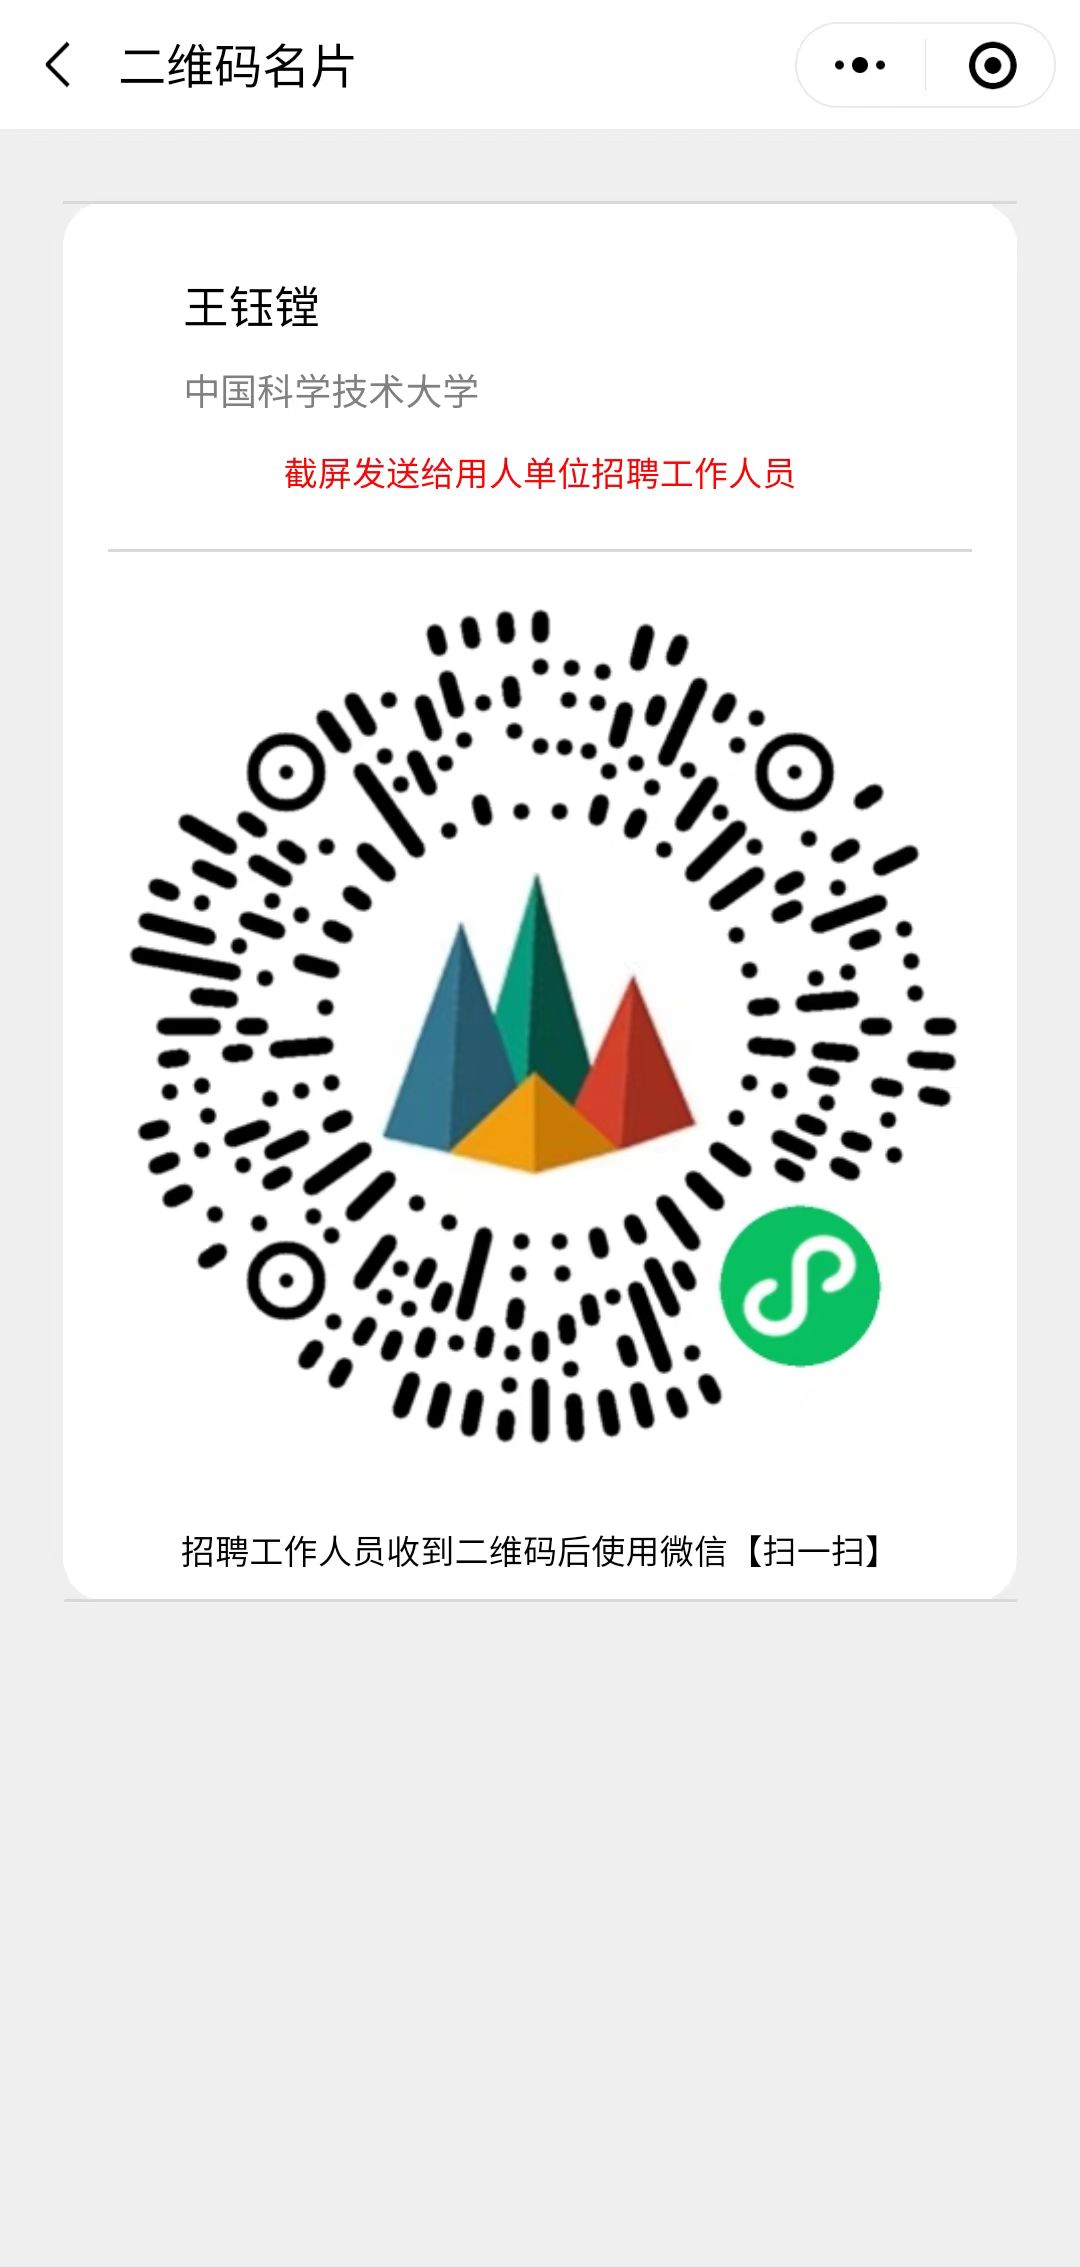 二维码名片
王钰镗
中国科学技术大学
截屏发送给用人单位招聘工作人员
招聘工作人员收到二维码后使用微信【扫一扫】